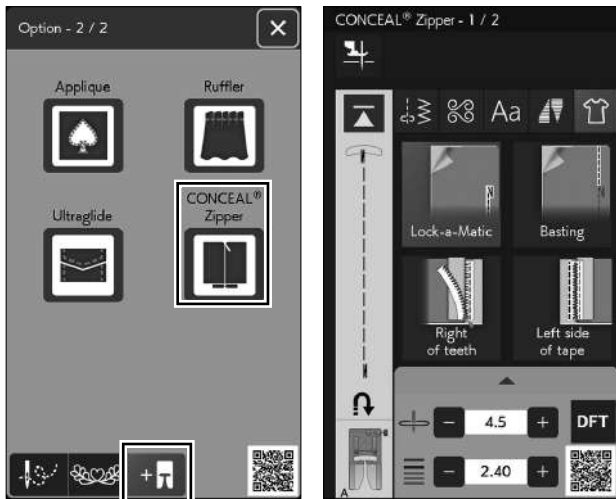 Option - 2 / 2
Applique
Ruffler
Ultraglide
CONCEAL®
Zipper
CONCEAL® Zipper - 1 / 2
Aa
Lock-a-Matic
Basting
Right
of teeth
Left side
of tape
4.5
DFT
2.40
A